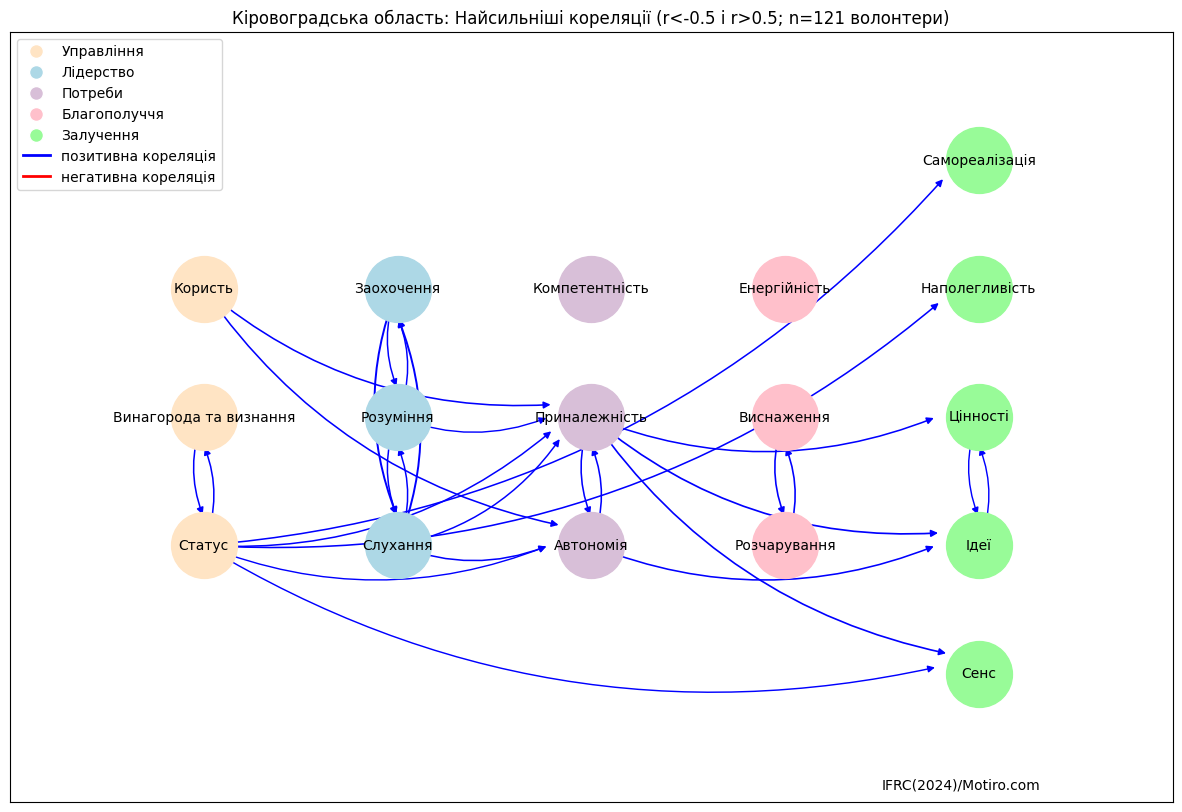 Кіровоградська область: Найсильніші кореляції (r<-0.5 і r>0.5; n=121 волонтери)
Управління
Лідерство
Потреби
Благополуччя
Залучення
позитивна кореляція
негативна кореляція
Самореалізація
Користь
Заохочення
Компетентність
Енергійність
Наполегливість
Винагорода та визнання
Розуміння
Приналежність
Виснаження
Цінності
Статус
Слухання
Автономія
Розчарування
Ідеї
Сенс
IFRC(2024)/Motiro.com